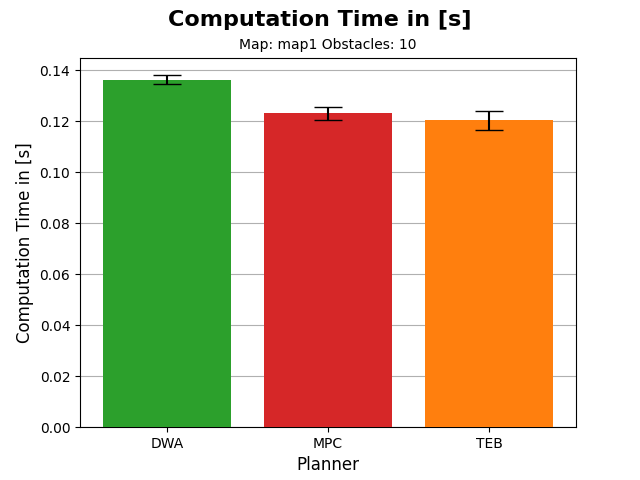 Computation Time in [s]
Map: map1 Obstacles: 10
Computation Time in [s]
0.14
0.12
0.10
0.08
0.06
0.04
0.02
0.00
DWA MPC TEB
Planner